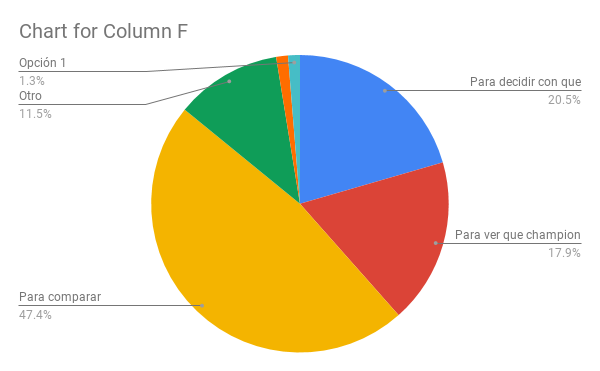 Chart for Column F
Opción 1
1.3%
Otro
11.5%
Para decidir con que
20.5%
Para ver que champion
17.9%
Para comparar
47.4%